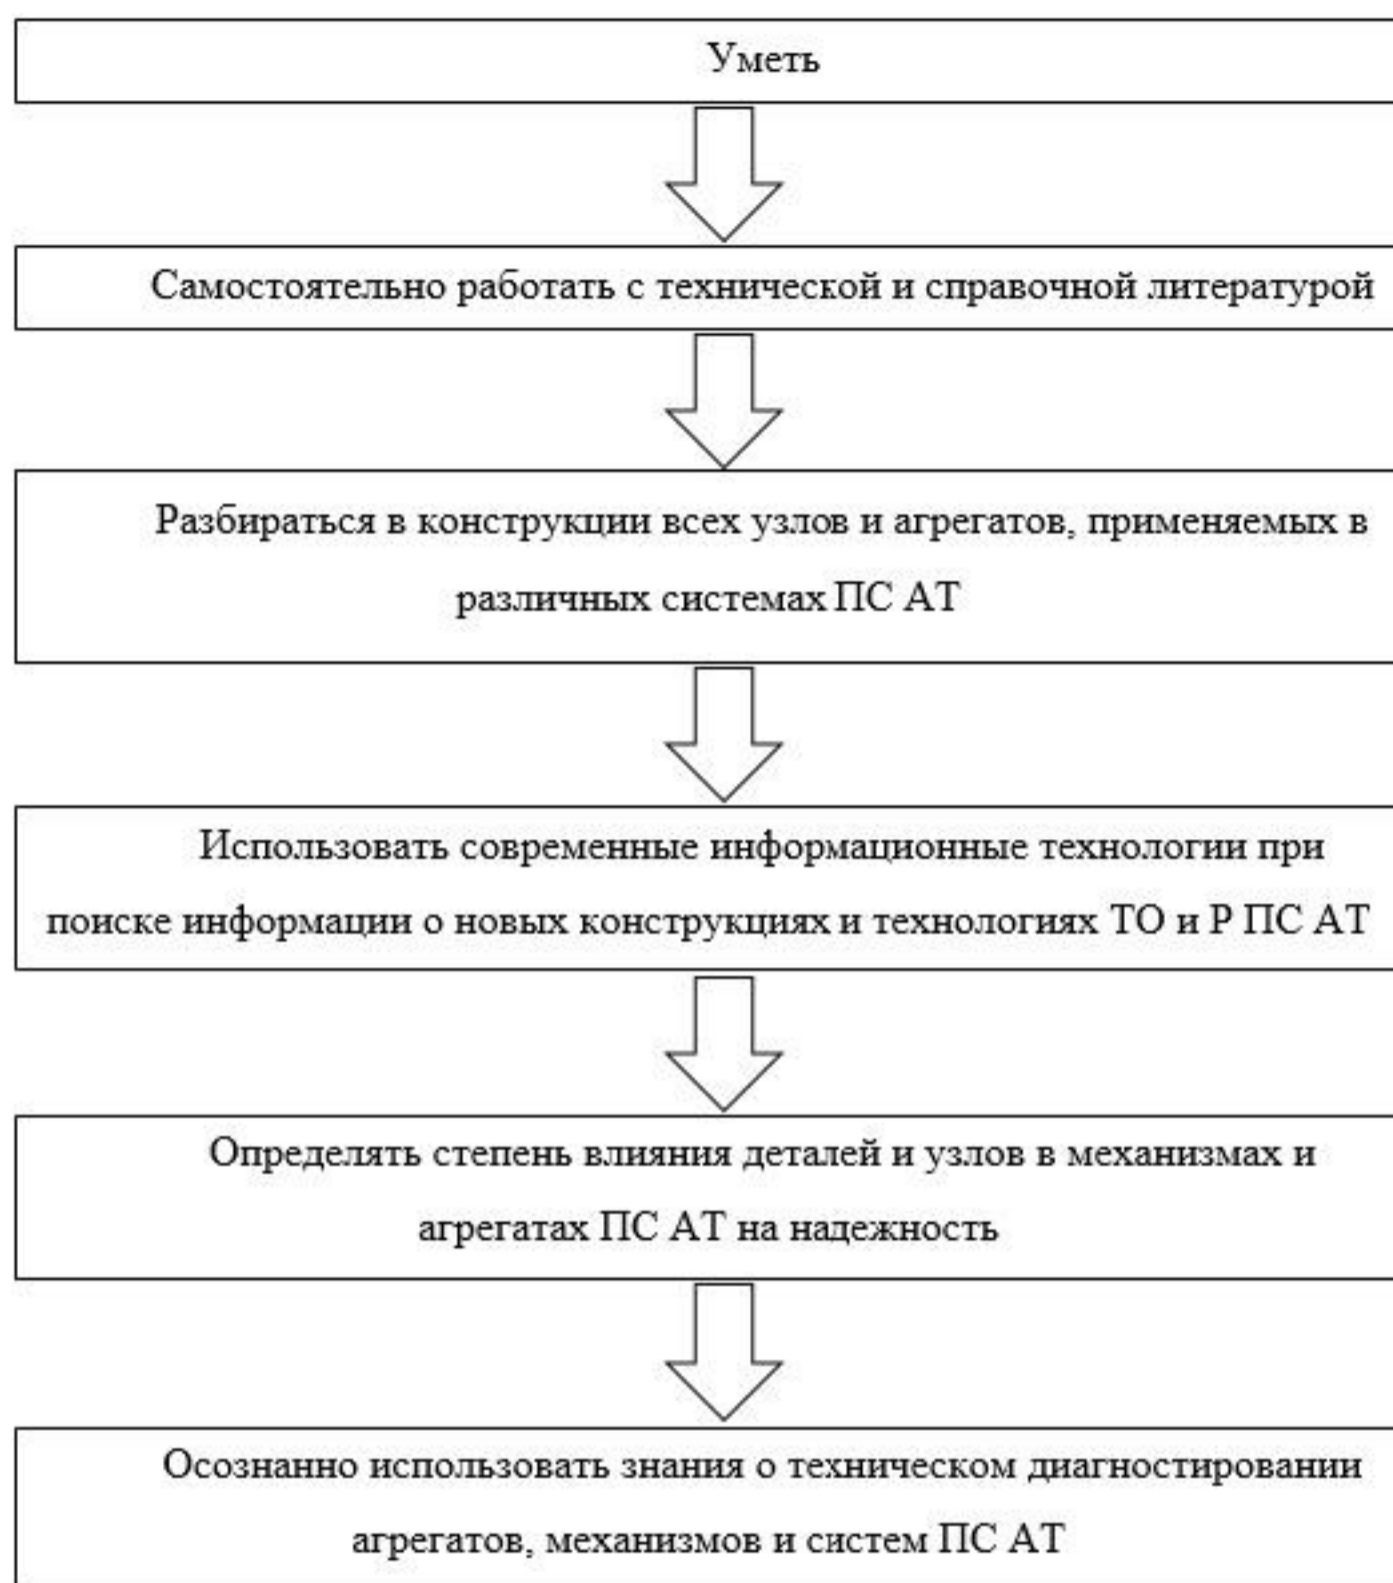 Уметь
Самостоятельно работать с технической и справочной литературой
Разбираться в конструкции всех узлов и агрегатов, применяемых в
различных системах ПС АТ
Использовать современные информационные технологии при
поиске информации о новых конструкциях и технологиях ТО и Р ПС АТ
Определять степень влияния деталей и узлов в механизмах и
агрегатах ПС АТ на надежность
Осознанно использовать знания о техническом диагностировании
агрегатов, механизмов и систем ПС АТ